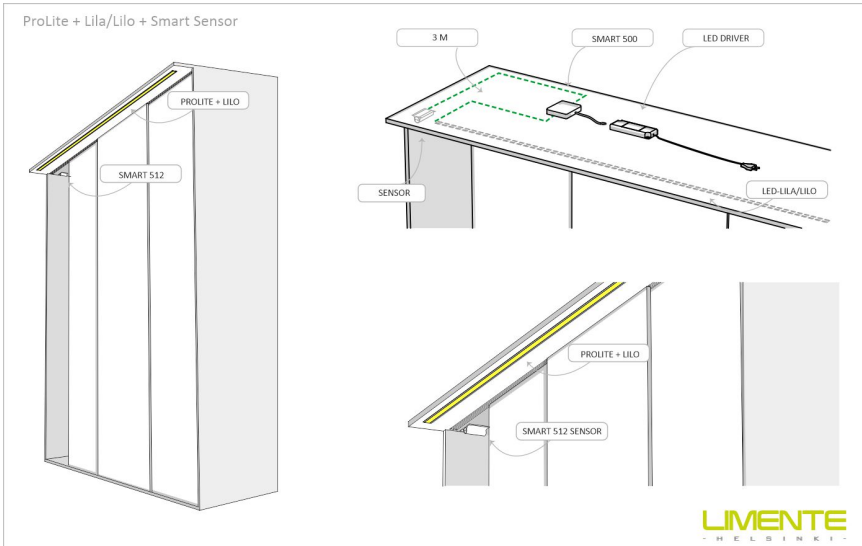 ProLite + Lila/Lilo + Smart Sensor
PROLITE + LILO
SMART 512
3 M
SMART 500
LED DRIVER
SENSOR
LED-LILA/LILO
PROLITE + LILO
SMART 512 SENSOR
LIMENTE
- HELSINKI -